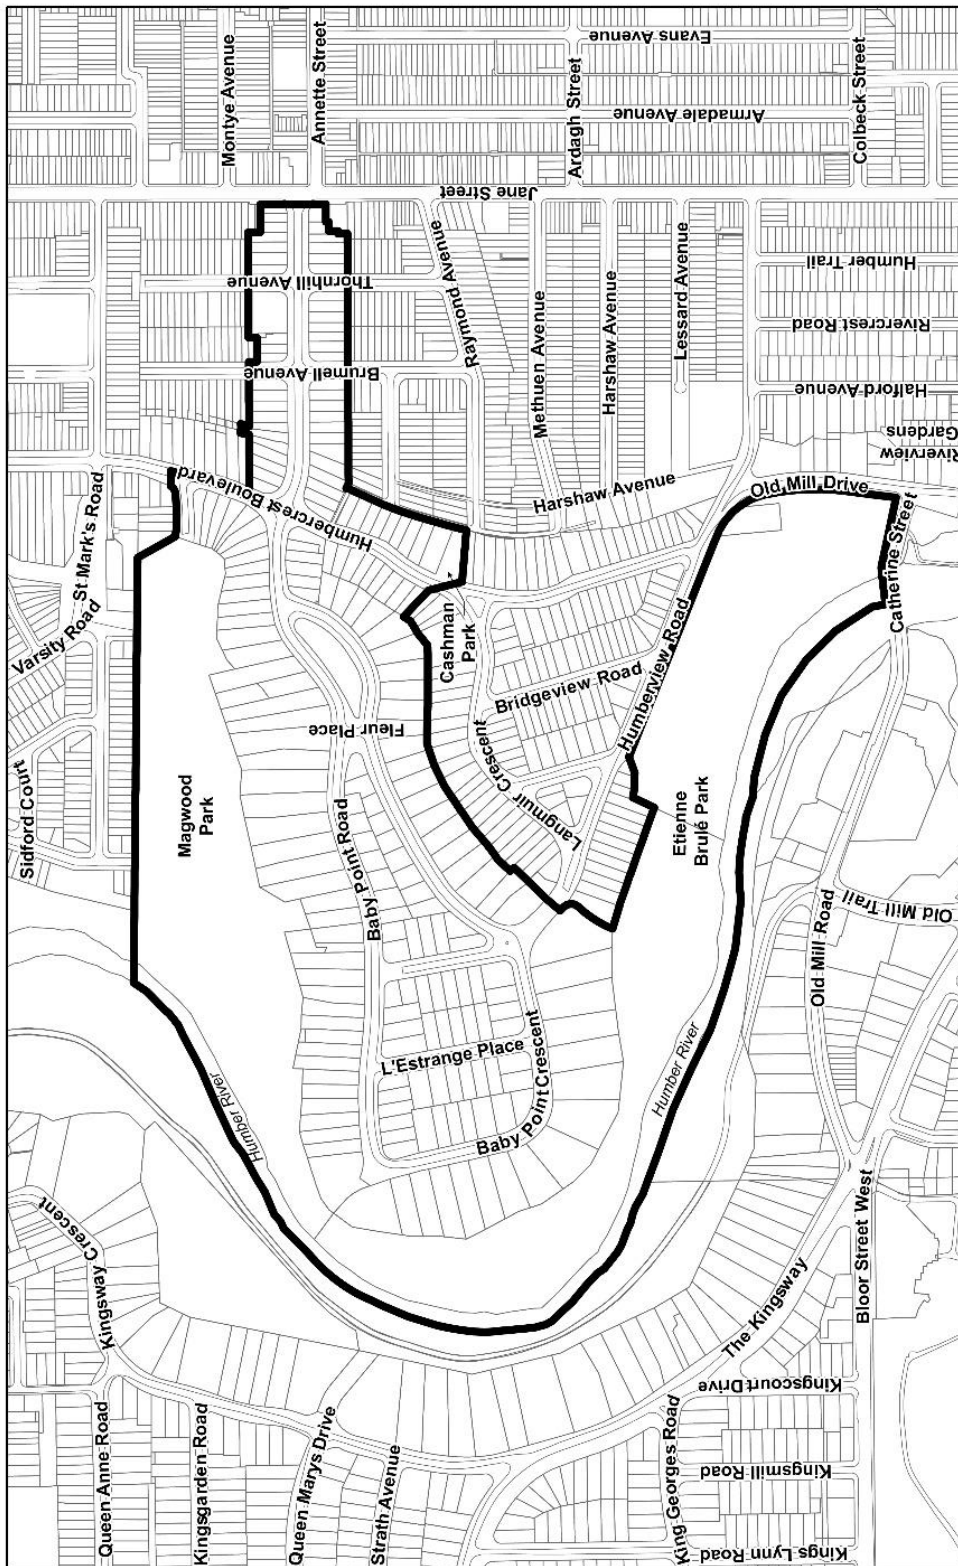 Evans Avenue
Montye Avenue
Annette Street
Ardagh Street
Armadale Avenue
Colbeck Street
Jane Street
Thornhill Avenue
Raymond Avenue
Methuen Avenue
Harshaw Avenue
Lessard Avenue
Humber Trail
Rivercrest Road
Brumell Avenue
Halford Avenue
Riverview
Gardens
St Mark's Road
Humbercrest Boulevard
Harshaw Avenue
Old Mill Drive
Catherine Street
Varsity Road
Cashman
Park
Bridgeview Road
Humberview Road
Sidford Court
Magwood
Park
Fleur Place
Langmuir Crescent
Etienne
Brulé Park
Baby Point Road
Old Mill Trail
Old Mill Road
L'Estrange Place
Humber River
Humber River
Baby Point Crescent
Kingsway Crescent
Bloor Street West
The Kingsway
Queen Anne Road
Kingsgarden Road
Queen Marys Drive
Strath Avenue
King Georges Road
Kingscourt Drive
Kingsmill Road
Kings Lynn Road